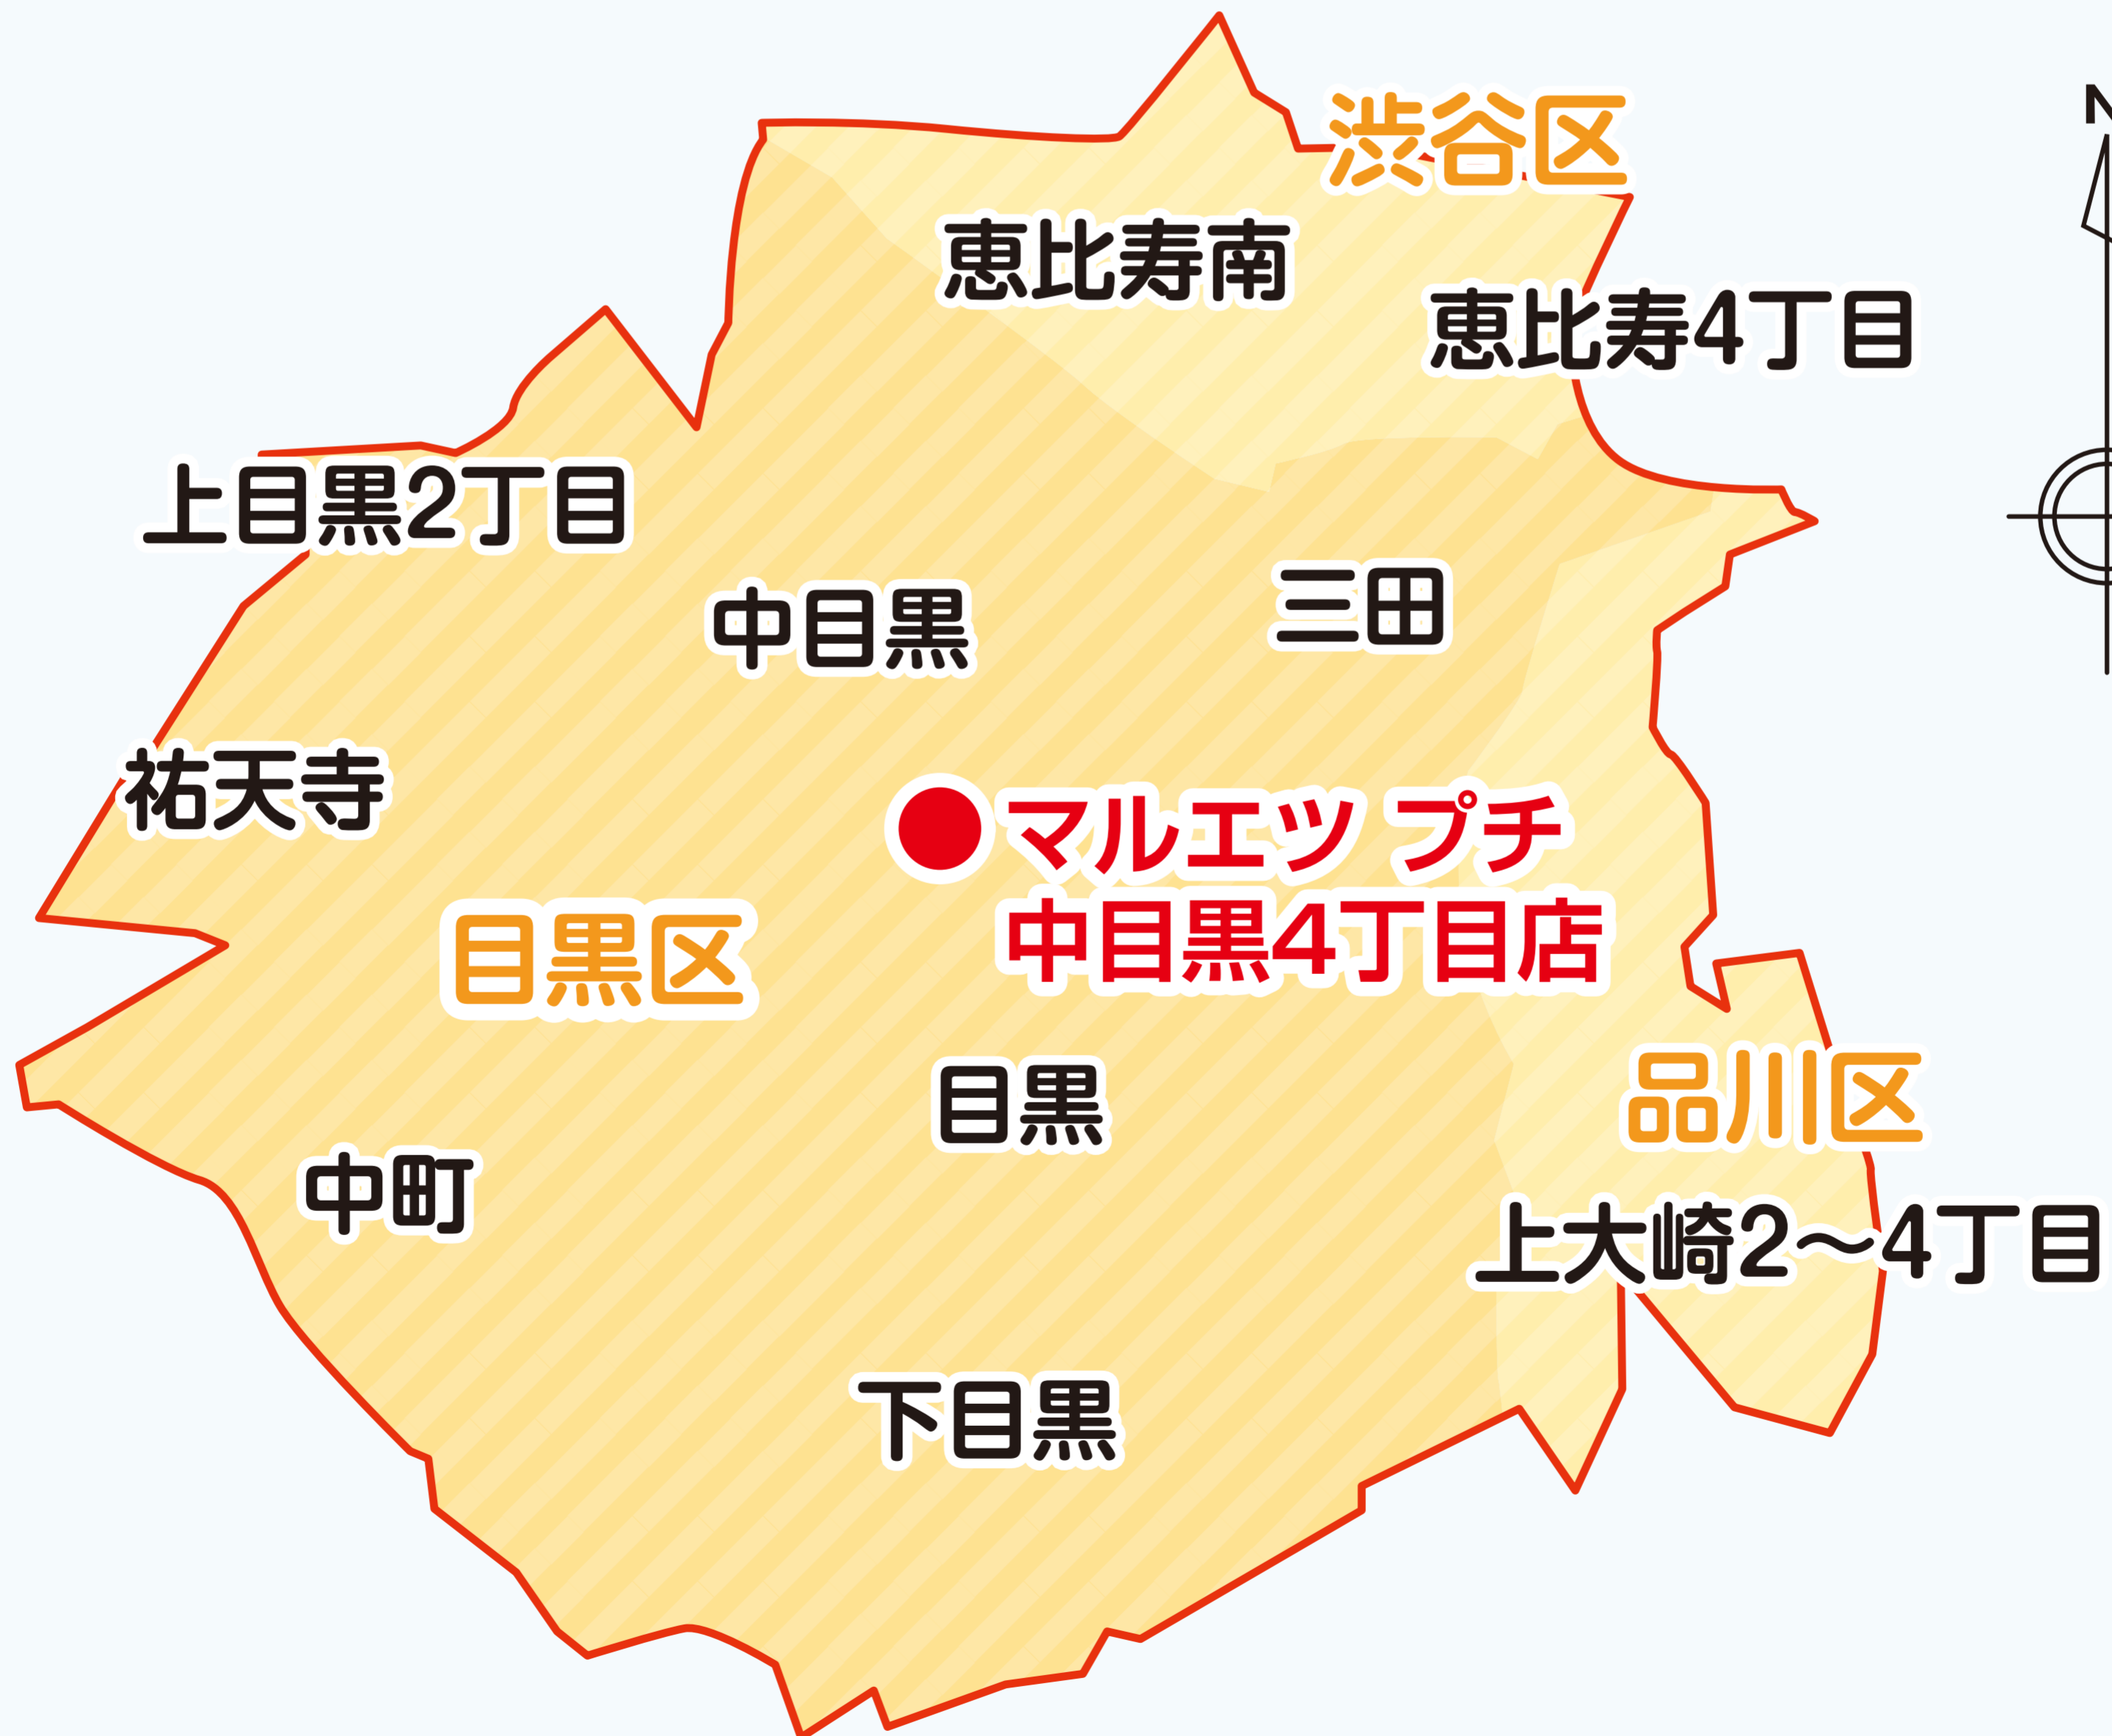 N
渋谷区
恵比寿南
恵比寿4丁目
上目黒2丁目
中目黒
三田
祐天寺
マルエツ プチ
中目黒4丁目店
目黒区
目黒
品川区
中町
上大崎2〜4丁目
下目黒